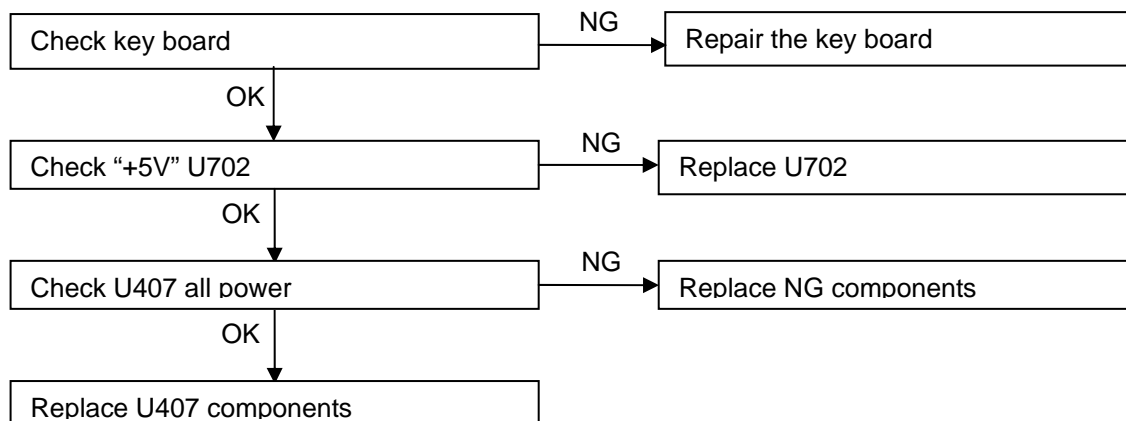 Check key board
NG
Repair the key board
OK
Check “+5V” U702
NG
Replace U702
OK
Check U407 all power
NG
Replace NG components
OK
Replace U407 components